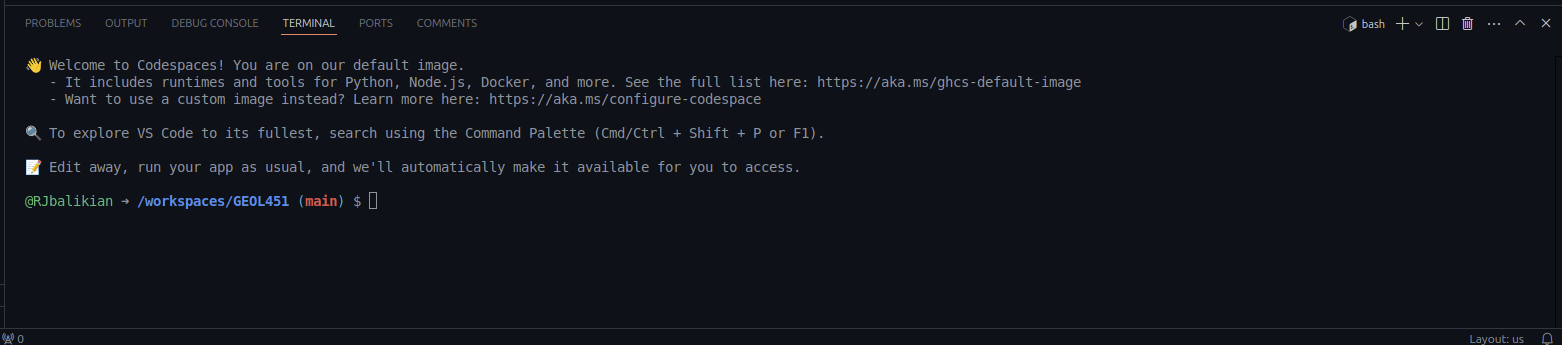 PROBLEMS OUTPUT DEBUG CONSOLE TERMINAL PORTS COMMENTS bash
👋 Welcome to Codespaces! You are on our default image.
- It includes runtimes and tools for Python, Node.js, Docker, and more. See the full list here: https://aka.ms/ghcs-default-image
- Want to use a custom image instead? Learn more here: https://aka.ms/configure-codespace
🔍 To explore VS Code to its fullest, search using the Command Palette (Cmd/Ctrl + Shift + P or F1).
📝 Edit away, run your app as usual, and we'll automatically make it available for you to access.
@RJbalikian ➜ /workspaces/GEOL451 (main) $
0 Layout: us